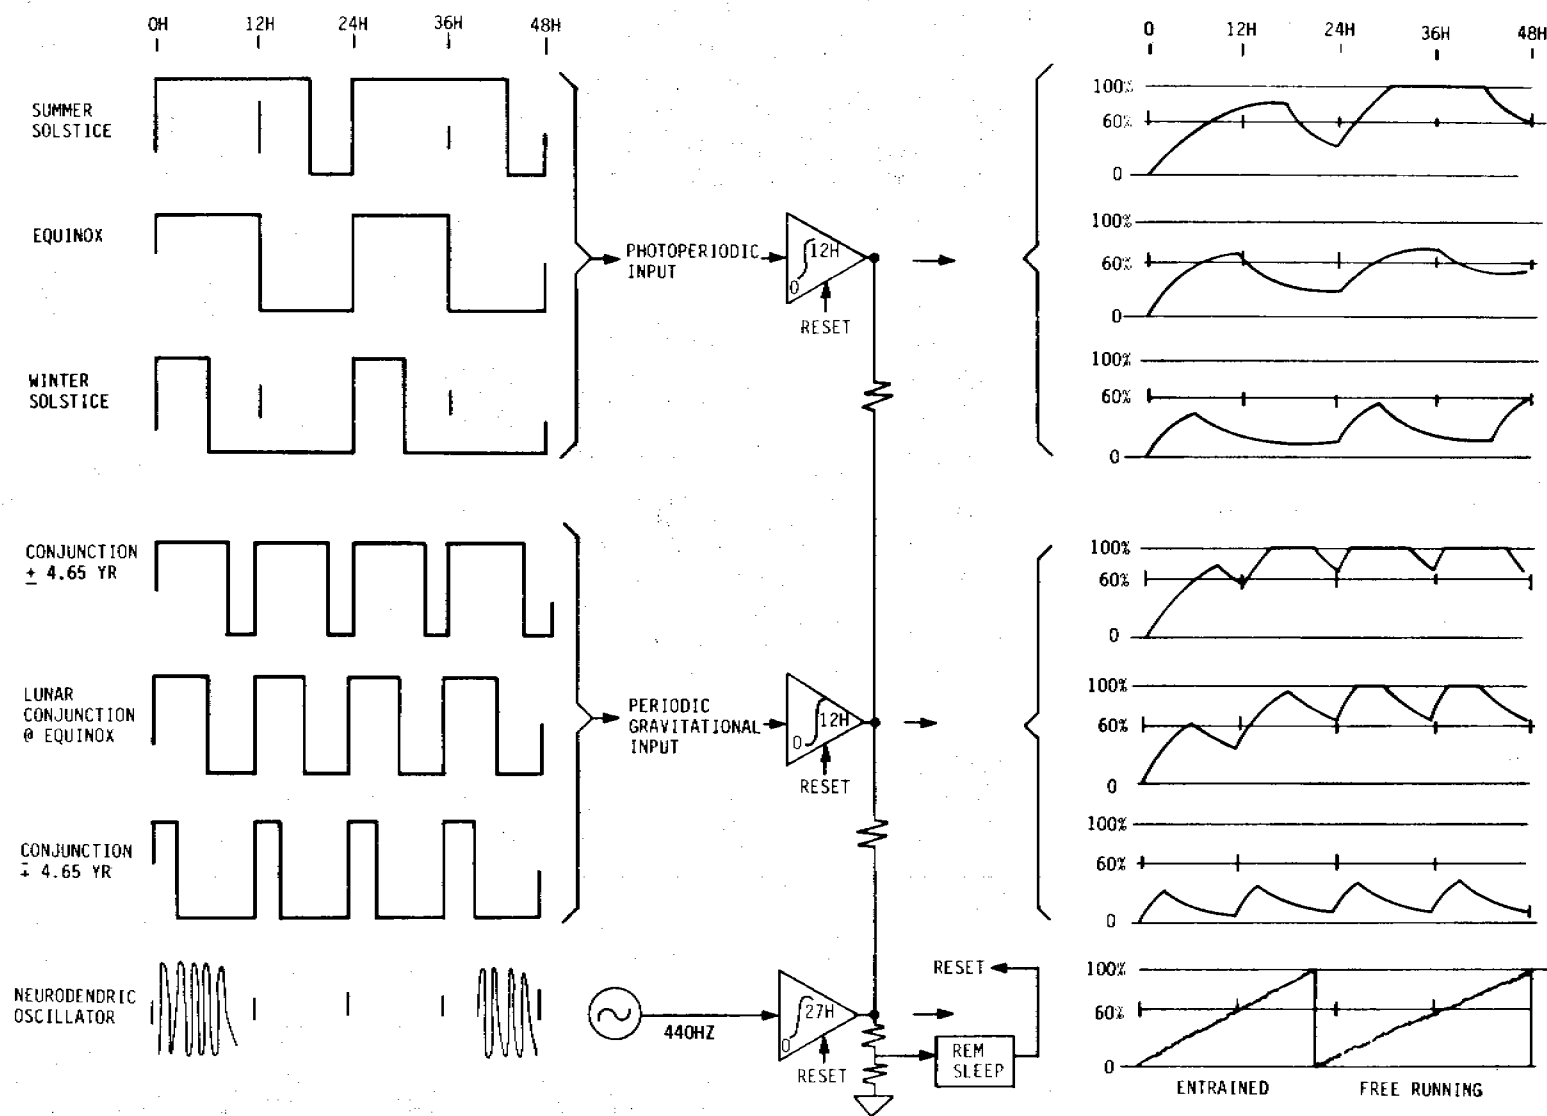 0H 12H 24H 36H 48H
0 12H 24H 36H 48H
SUMMER
SOLSTICE
100%
60%
0
EQUINOX
PHOTOPERIODIC
INPUT
12H
0
RESET
100%
60%
0
WINTER
SOLSTICE
100%
60%
0
CONJUNCTION
± 4.65 YR
100%
60%
0
LUNAR
CONJUNCTION
@ EQUINOX
PERIODIC
GRAVITATIONAL
INPUT
12H
0
RESET
100%
60%
0
CONJUNCTION
∓ 4.65 YR
100%
60%
0
NEURODENDRIC
OSCILLATOR
440HZ
27H
0
RESET
RESET
REM
SLEEP
100%
60%
0
ENTRAINED
FREE RUNNING